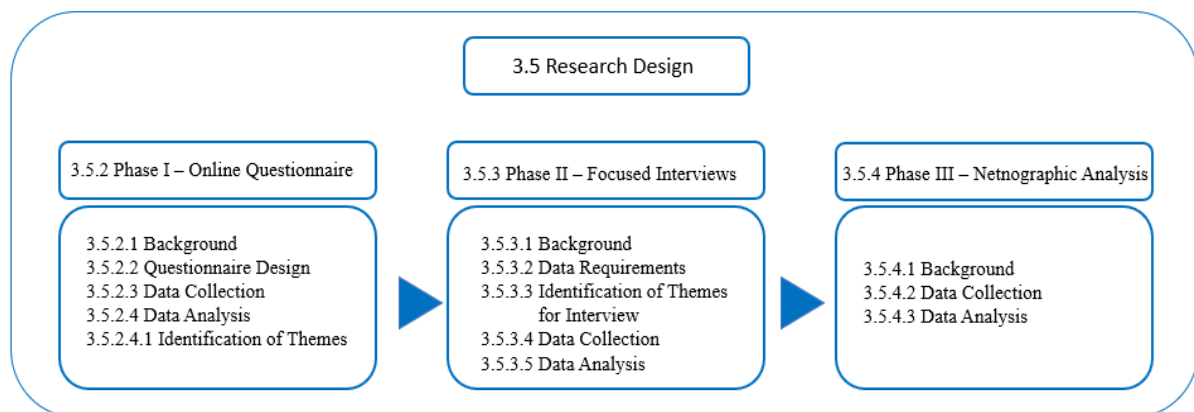 3.5 Research Design
3.5.2 Phase I – Online Questionnaire
3.5.2.1 Background
3.5.2.2 Questionnaire Design
3.5.2.3 Data Collection
3.5.2.4 Data Analysis
3.5.2.4.1 Identification of Themes
3.5.3 Phase II – Focused Interviews
3.5.3.1 Background
3.5.3.2 Data Requirements
3.5.3.3 Identification of Themes
for Interview
3.5.3.4 Data Collection
3.5.3.5 Data Analysis
3.5.4 Phase III – Netnographic Analysis
3.5.4.1 Background
3.5.4.2 Data Collection
3.5.4.3 Data Analysis